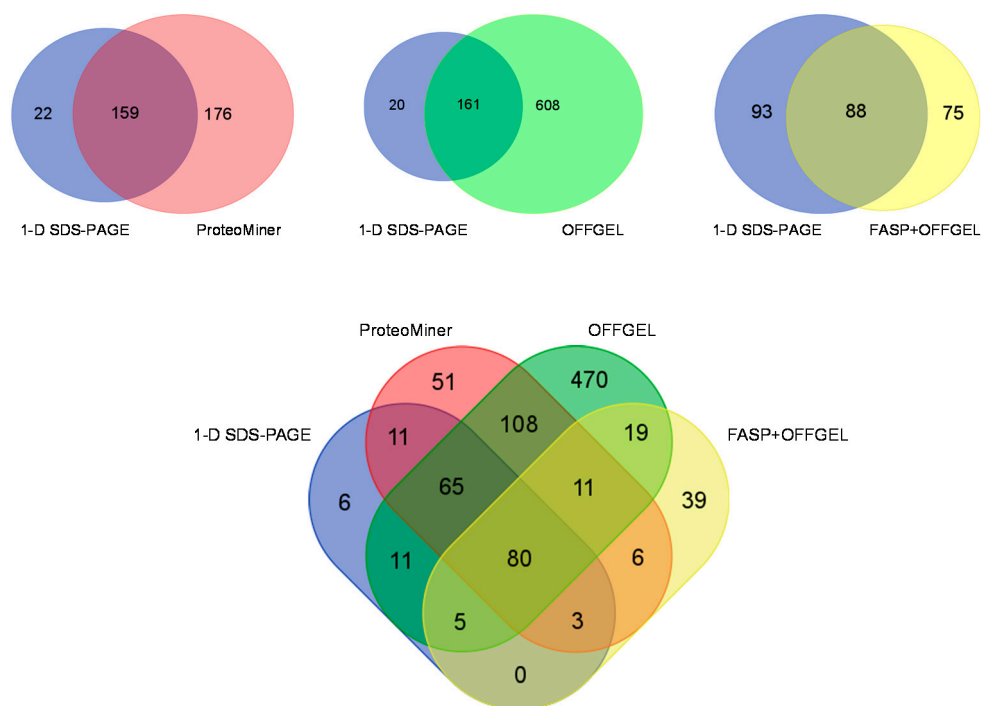 22 159 176
1-D SDS-PAGE ProteoMiner
20 161 608
1-D SDS-PAGE OFFGEL
93 88 75
1-D SDS-PAGE FASP+OFFGEL
ProteoMiner OFFGEL
51 470
1-D SDS-PAGE 11 108 19 FASP+OFFGEL
6 65 11 39
11 80 6
5 3
0